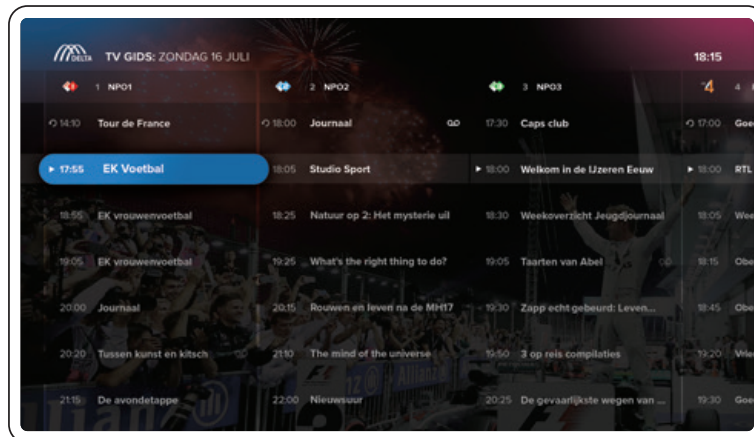 DELTA TV GIDS: ZONDAG 16 JULI 18:15
1 NPO1 2 NPO2 3 NPO3 4 4
14:10 Tour de France 18:00 Journaal 17:30 Caps club 17:00 Goe
17:55 EK Voetbal 18:05 Studio Sport 18:00 Welkom in de IJzeren Eeuw 18:00 RTL
18:55 EK vrouwenvoetbal 18:25 Natuur op 2: Het mysterie uil 18:30 Weekoverzicht Jeugdjournaal 18:05 Wee
19:05 EK vrouwenvoetbal 19:25 What's the right thing to do? 19:05 Taarten van Abel 18:15 Obe
20:00 Journaal 20:15 Rouwen en leven na de MH17 19:30 Zapp echt gebeurd: Leven... 18:45 Obe
20:20 Tussen kunst en kitsch 21:10 The mind of the universe 19:50 3 op reis compilaties 19:20 Vrie
21:15 De avondetappe 22:00 Nieuwsuur 20:25 De gevaarlijkste wegen van ... 19:30 Goe